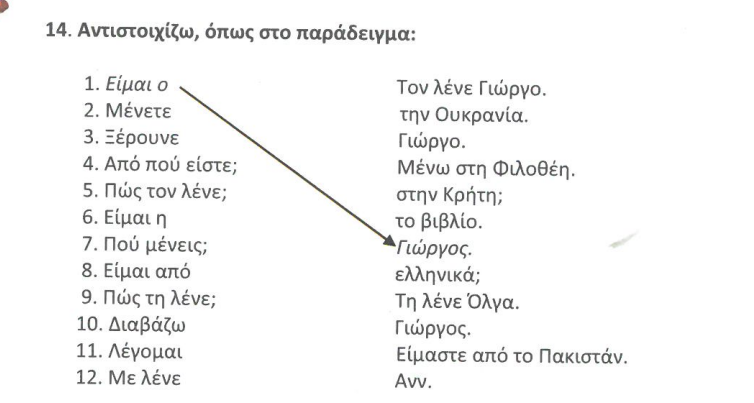 14. Αντιστοιχίζω, όπως στο παράδειγμα:
1. Είμαι ο Τον λένε Γιώργο.
2. Μένετε την Ουκρανία.
3. Ξέρουνε Γιώργο.
4. Από πού είστε; Μένω στη Φιλοθέη.
5. Πώς τον λένε; στην Κρήτη;
6. Είμαι η το βιβλίο.
7. Πού μένεις; Γιώργος.
8. Είμαι από ελληνικά;
9. Πώς τη λένε; Τη λένε Όλγα.
10. Διαβάζω Γιώργος.
11. Λέγομαι Είμαστε από το Πακιστάν.
12. Με λένε Ανν.